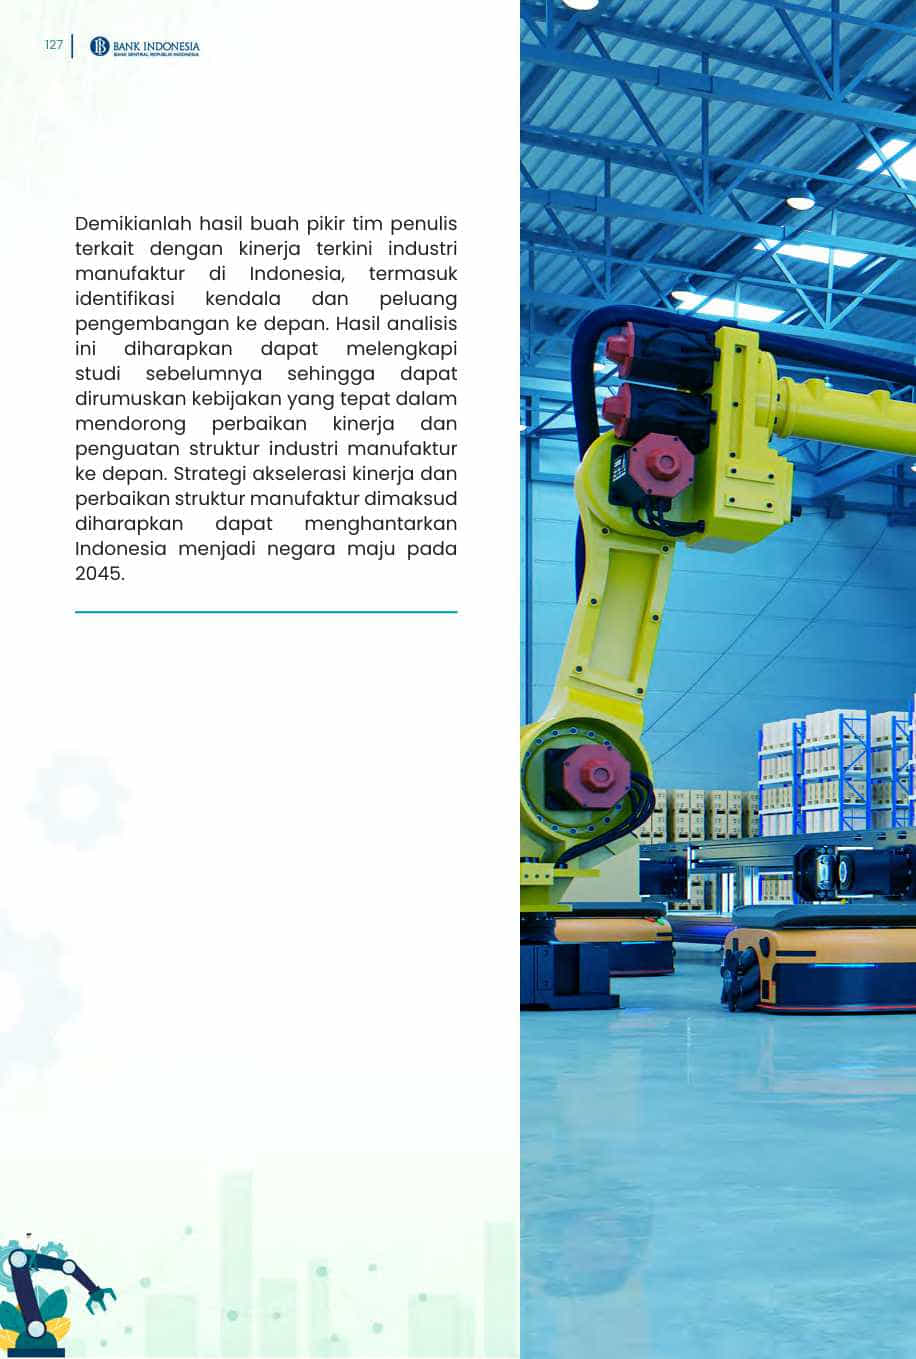 127
BANK INDONESIA
BANK SENTRAL REPUBLIK INDONESIA
Demikianlah hasil buah pikir tim penulis
terkait dengan kinerja terkini industri
manufaktur di Indonesia, termasuk
identifikasi kendala dan peluang
pengembangan ke depan. Hasil analisis
ini diharapkan dapat melengkapi
studi sebelumnya sehingga dapat
dirumuskan kebijakan yang tepat dalam
mendorong perbaikan kinerja dan
penguatan struktur industri manufaktur
ke depan. Strategi akselerasi kinerja dan
perbaikan struktur manufaktur dimaksud
diharapkan dapat menghantarkan
Indonesia menjadi negara maju pada
2045.